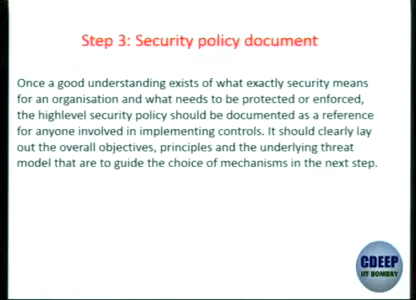 Step 3: Security policy document
Once a good understanding exists of what exactly security means
for an organisation and what needs to be protected or enforced,
the highlevel security policy should be documented as a reference
for anyone involved in implementing controls. It should clearly lay
out the overall objectives, principles and the underlying threat
model that are to guide the choice of mechanisms in the next step.
CDEEP
IIT BOMBAY